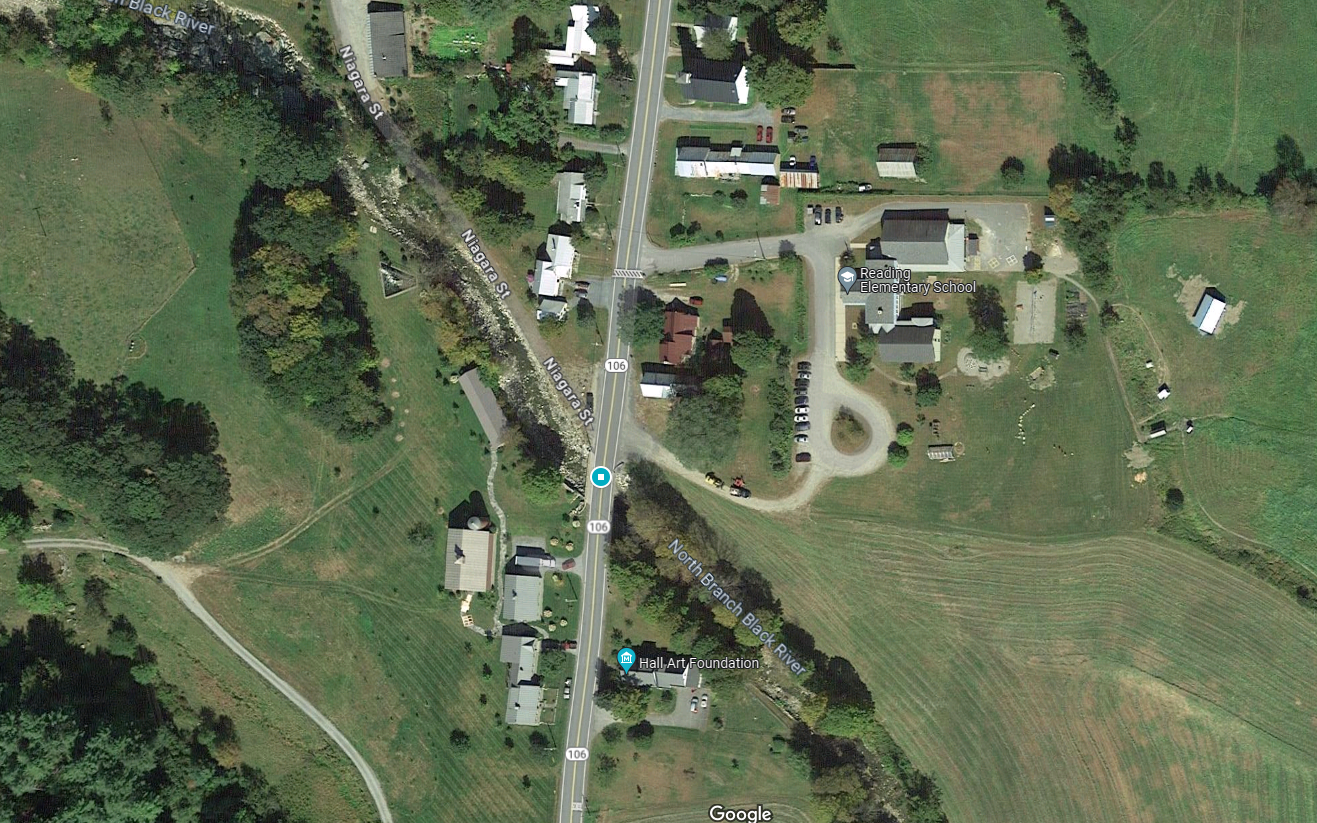 Black River
Niagara St
Niagara St
Reading
Elementary School
106
Niagara St
106
North Branch Black River
Hall Art Foundation
106
Google